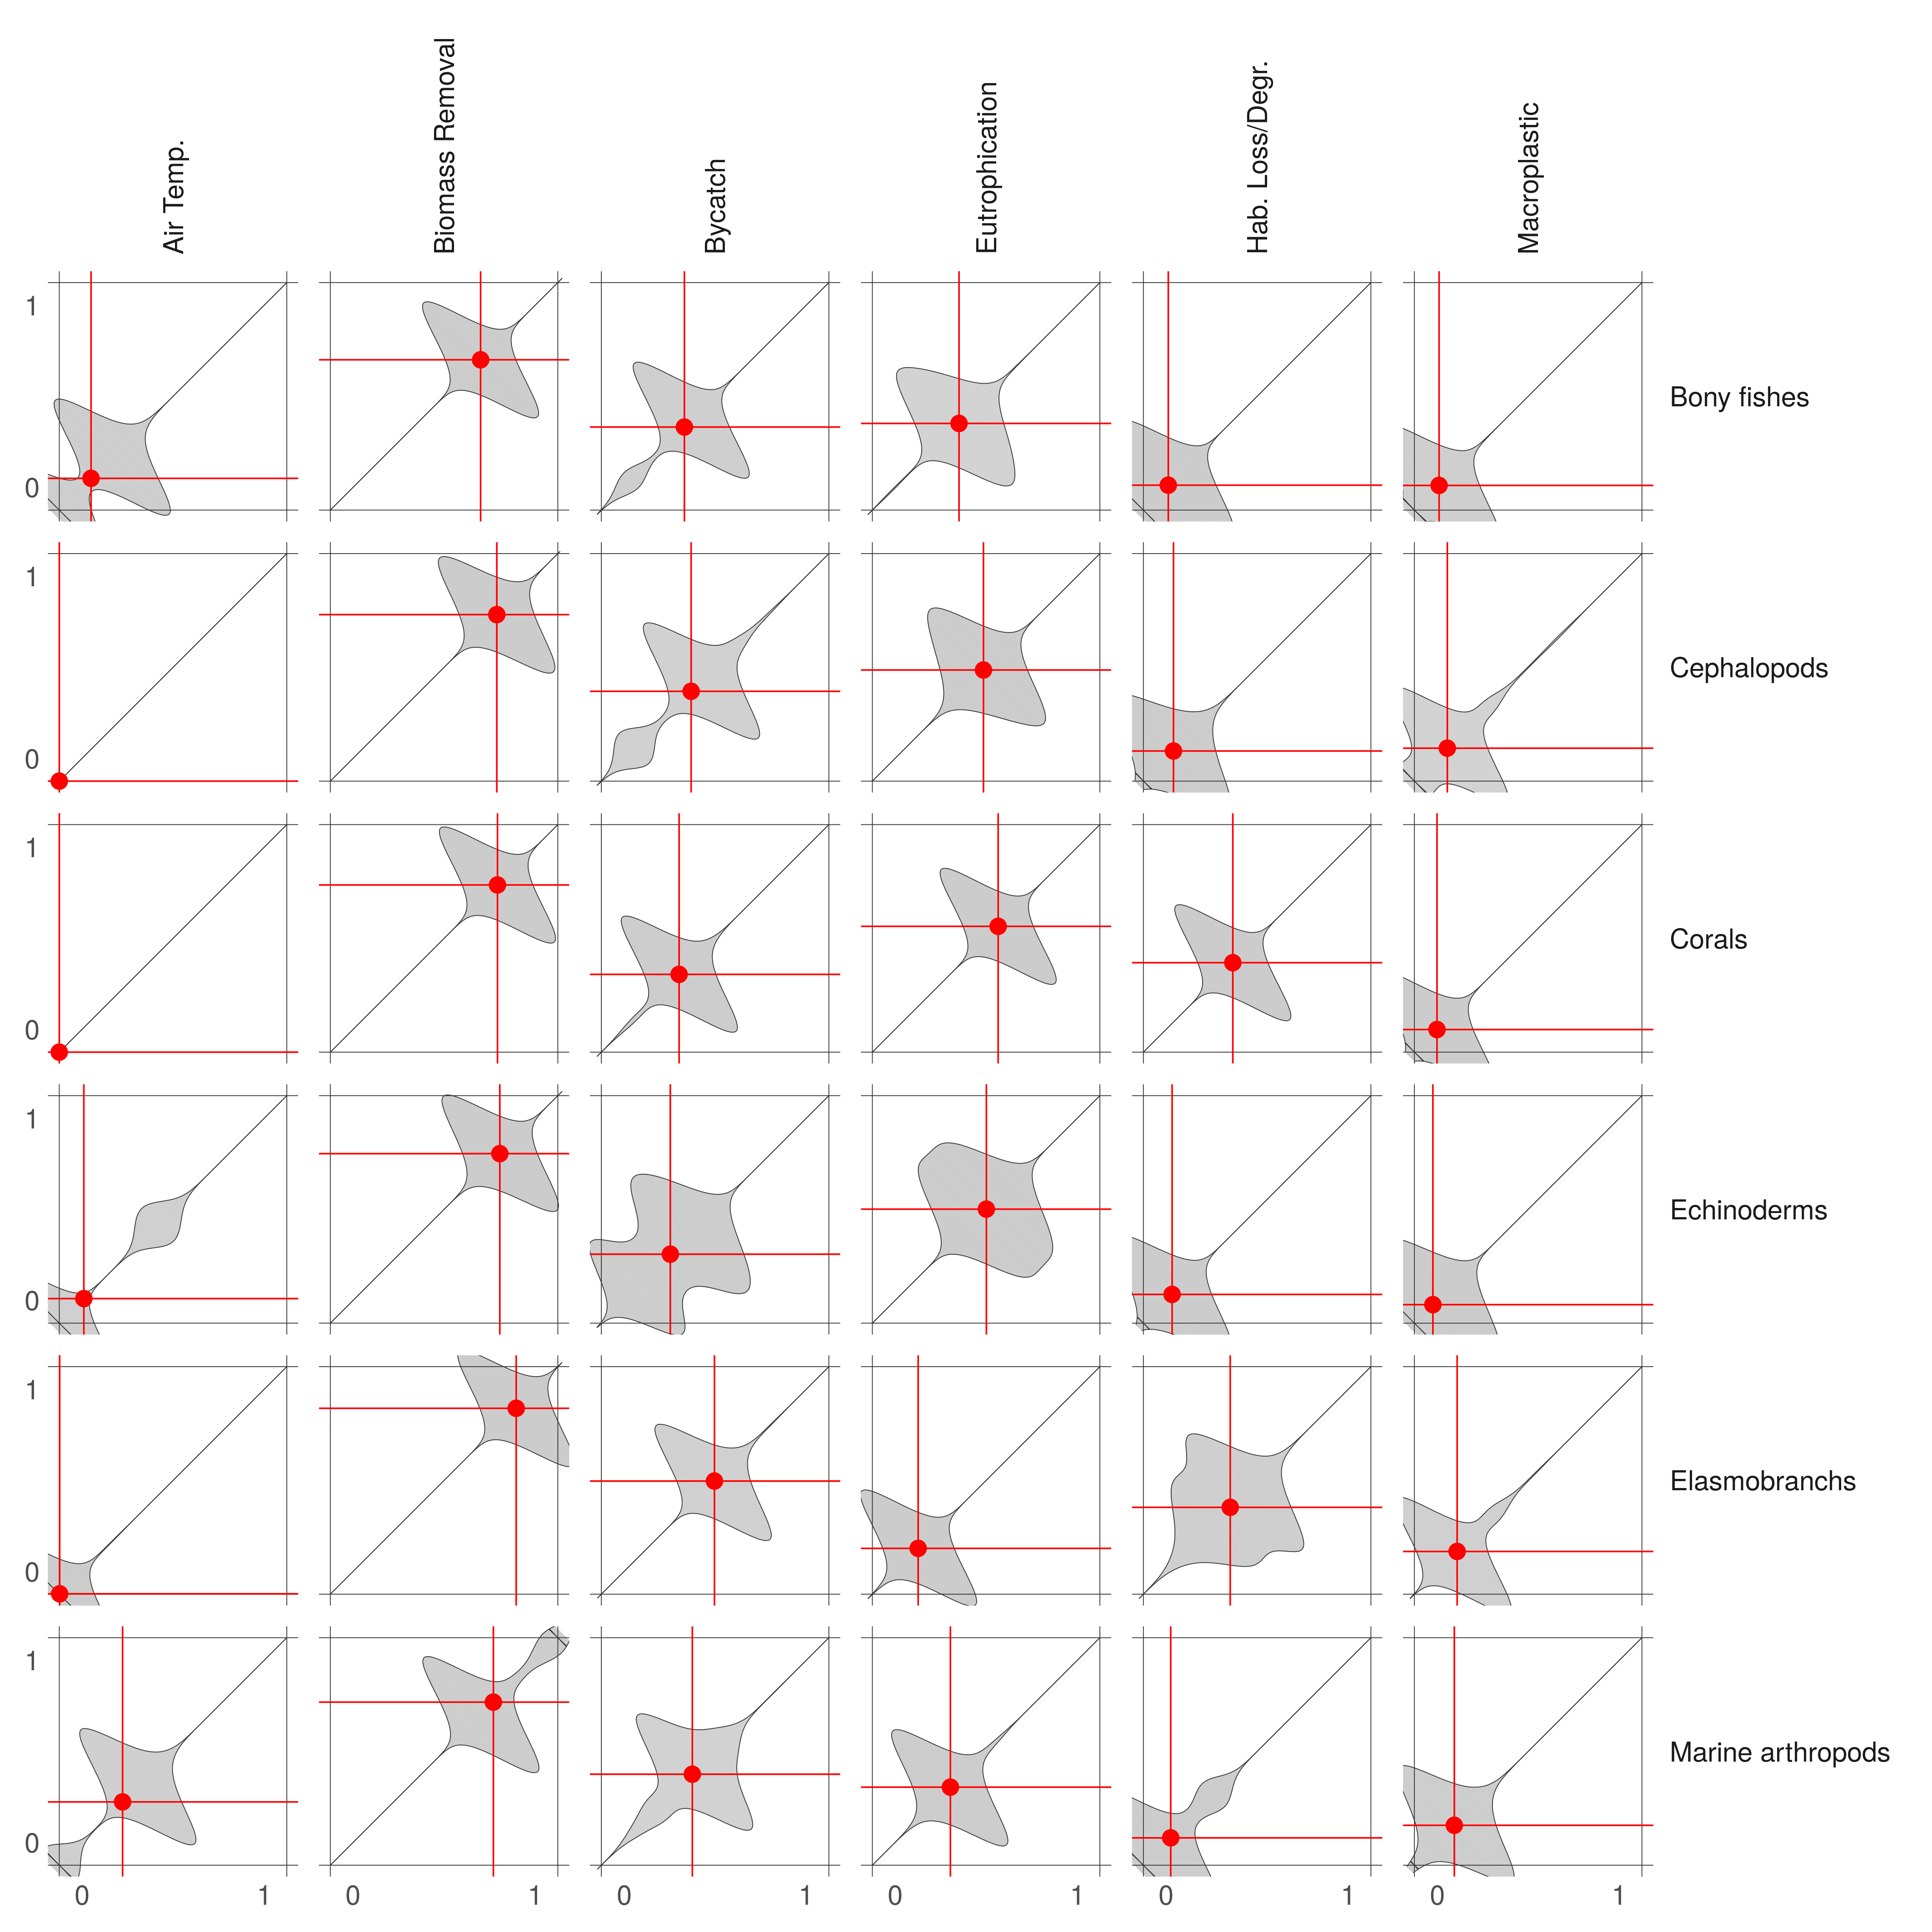 Air Temp.
Biomass Removal
Bycatch
Eutrophication
Hab. Loss/Degr.
Macroplastic
1
0
Bony fishes
1
0
Cephalopods
1
0
Corals
1
0
Echinoderms
1
0
Elasmobranchs
1
0
Marine arthropods
0 1 0 1 0 1 0 1 0 1 0 1